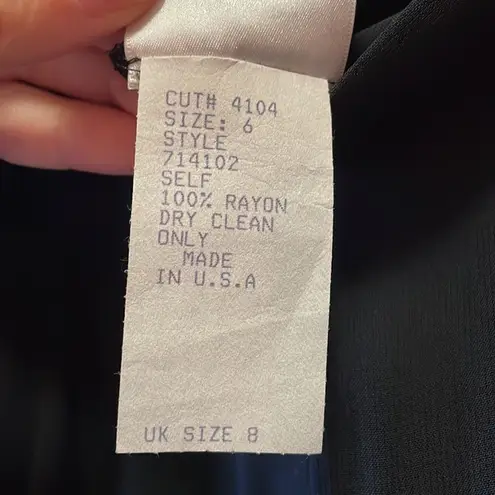 CUT# 4104
SIZE: 6
STYLE
714102
SELF
100% RAYON
DRY CLEAN
ONLY
MADE
IN U.S.A
UK SIZE 8